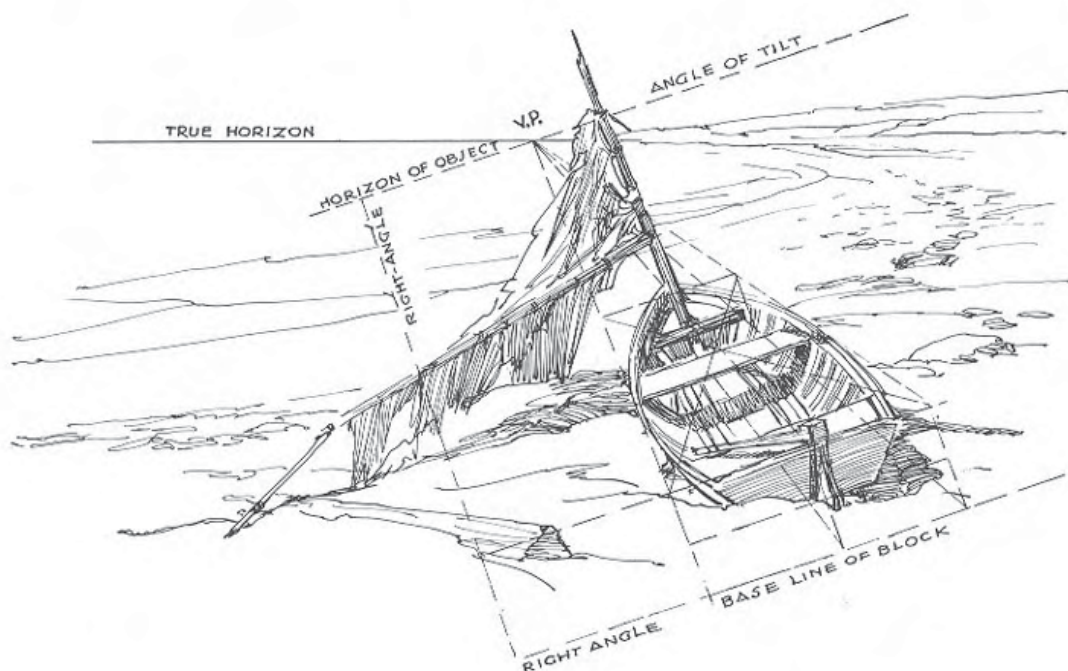 ANGLE OF TILT
V.P.
TRUE HORIZON
HORIZON OF OBJECT
RIGHT-ANGLE
BASE LINE OF BLOCK
RIGHT ANGLE